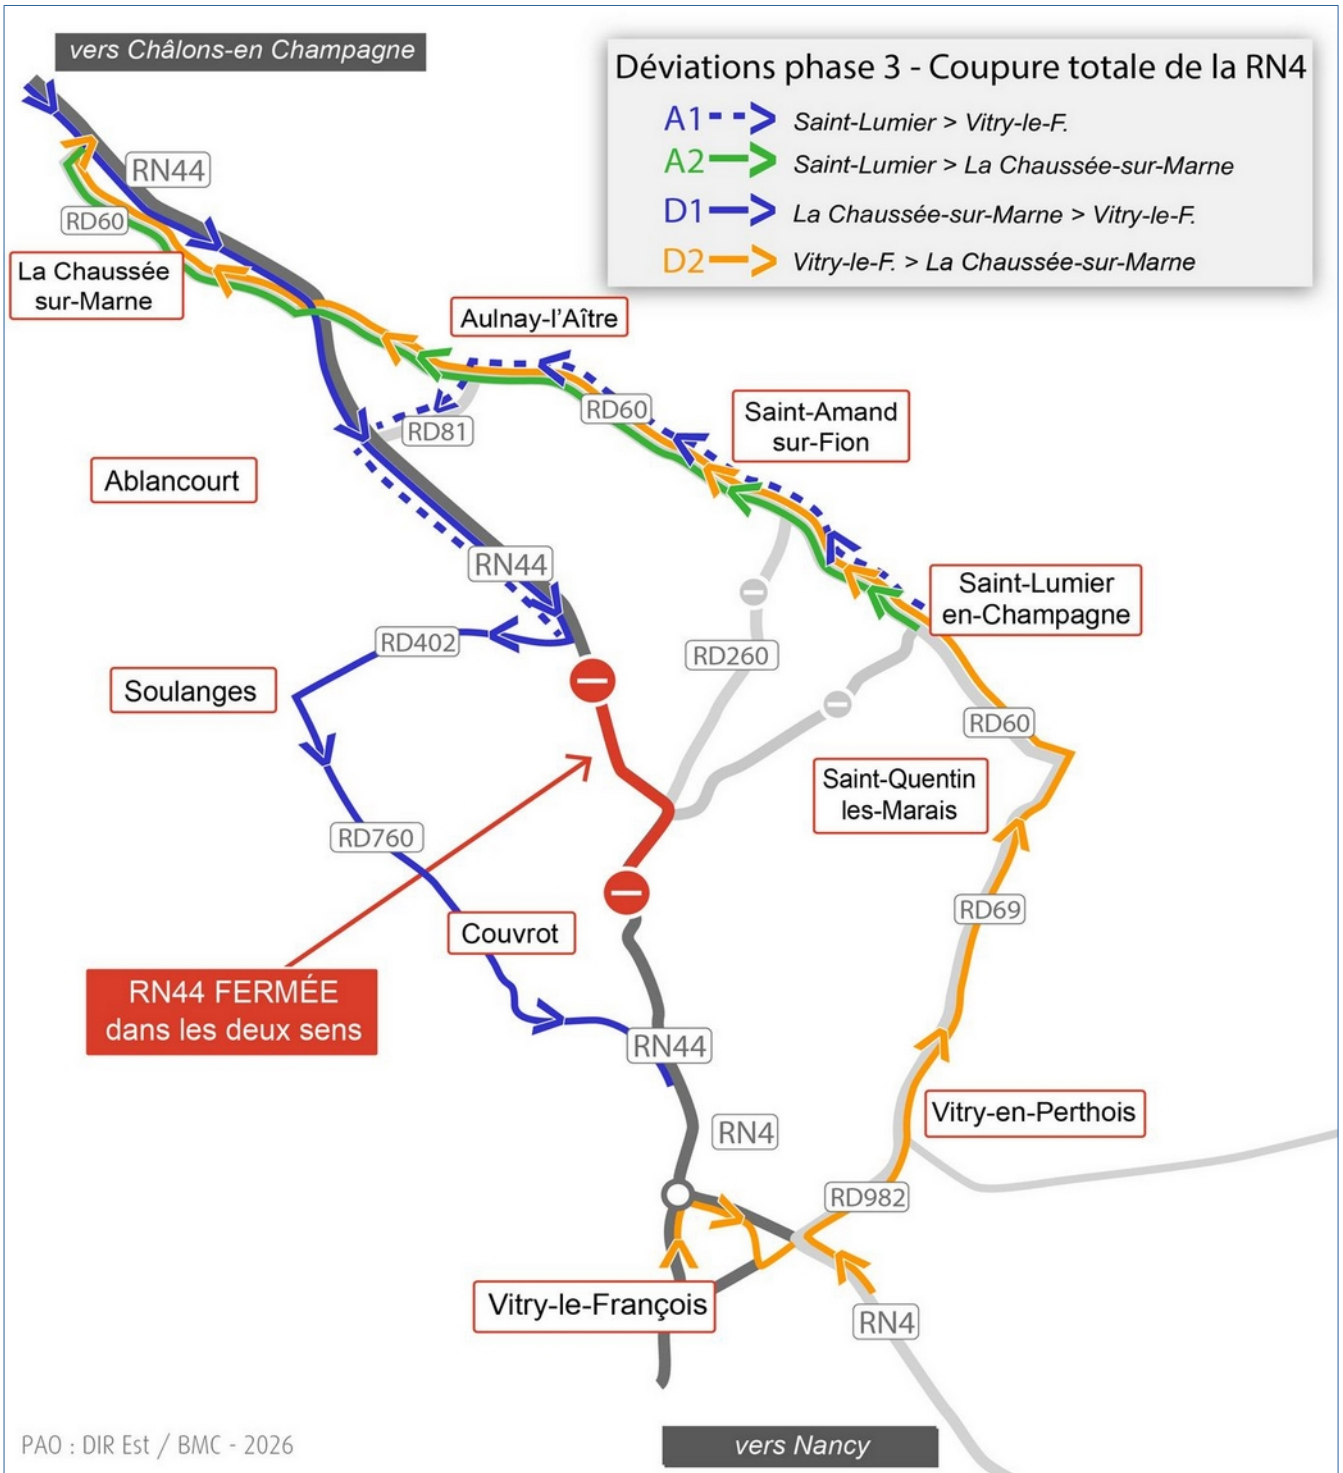 vers Châlons-en Champagne
Déviations phase 3 - Coupure totale de la RN4
A1 Saint-Lumier > Vitry-le-F.
A2 Saint-Lumier > La Chaussée-sur-Marne
D1 La Chaussée-sur-Marne > Vitry-le-F.
D2 Vitry-le-F. > La Chaussée-sur-Marne
RN44
RD60
La Chaussée
sur-Marne
Aulnay-l'Aître
RD60
RD81
Saint-Amand
sur-Fion
Ablancourt
RN44
Saint-Lumier
en-Champagne
RD402
RD260
Soulanges
RD60
Saint-Quentin
les-Marais
RD760
RD69
Couvrot
RN44 FERMÉE
dans les deux sens
RN44
Vitry-en-Perthois
RN4
RD982
Vitry-le-François
RN4
PAO : DIR Est / BMC - 2026
vers Nancy